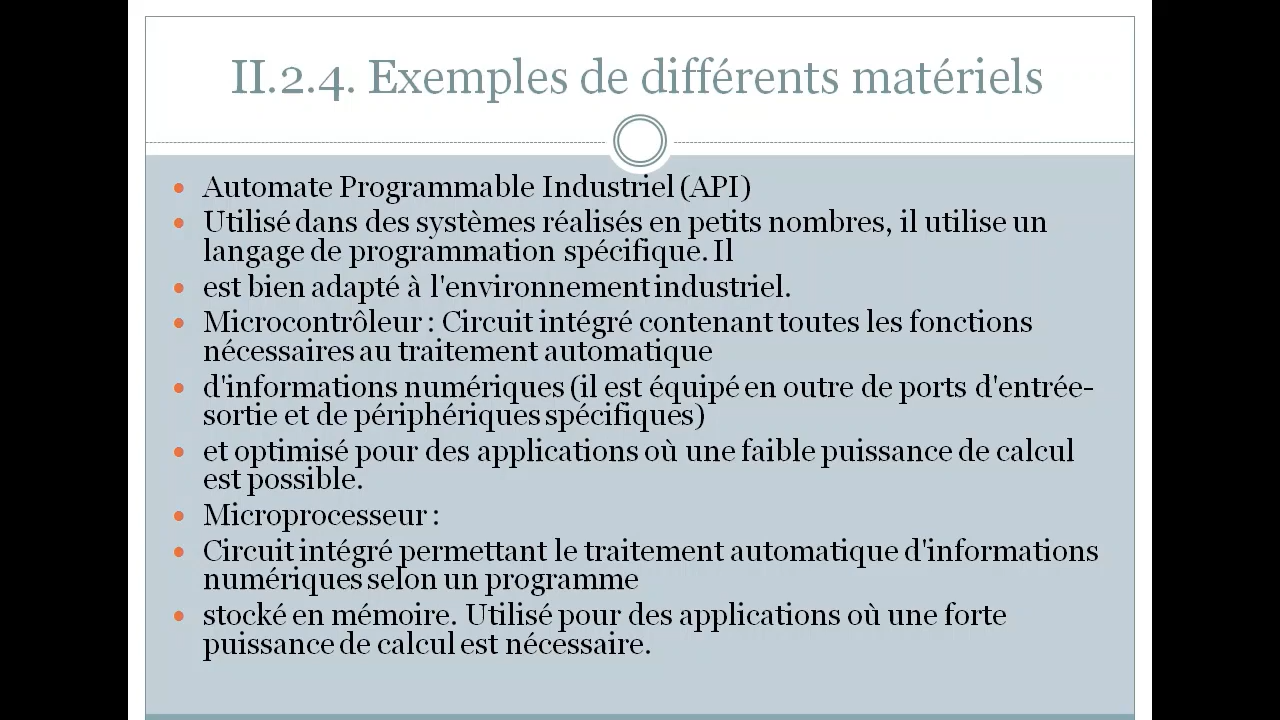 II.2.4. Exemples de différents matériels
• Automate Programmable Industriel (API)
• Utilisé dans des systèmes réalisés en petits nombres, il utilise un
langage de programmation spécifique. Il
• est bien adapté à l'environnement industriel.
• Microcontrôleur : Circuit intégré contenant toutes les fonctions
nécessaires au traitement automatique
• d'informations numériques (il est équipé en outre de ports d'entrée-
sortie et de périphériques spécifiques)
• et optimisé pour des applications où une faible puissance de calcul
est possible.
• Microprocesseur :
• Circuit intégré permettant le traitement automatique d'informations
numériques selon un programme
• stocké en mémoire. Utilisé pour des applications où une forte
puissance de calcul est nécessaire.